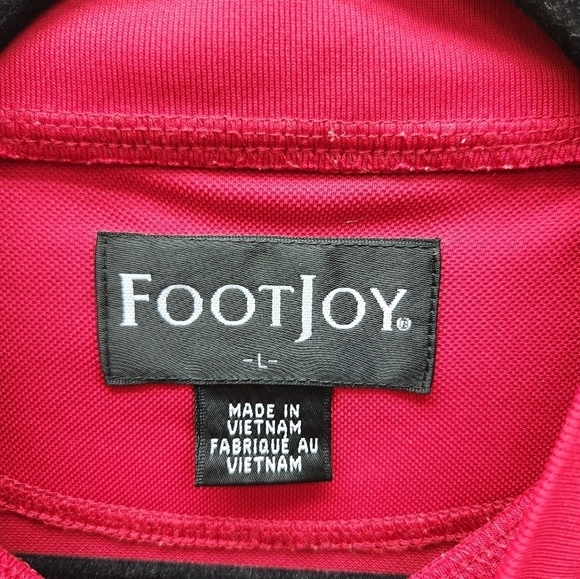 FOOTJOY®
-L-
MADE IN
VIETNAM
FABRIQUÉ AU
VIETNAM